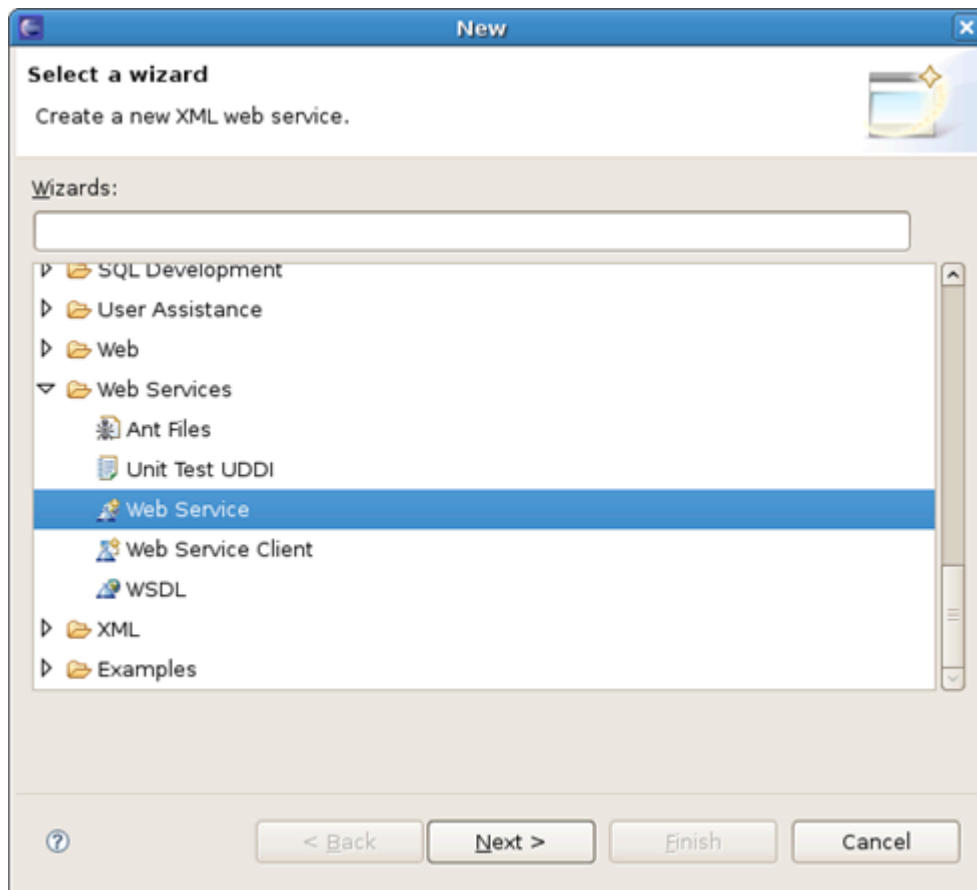 New
Select a wizard
Create a new XML web service.
Wizards:
SQL Development
User Assistance
Web
Web Services
Ant Files
Unit Test UDDI
Web Service
Web Service Client
WSDL
XML
Examples
? < Back Next > Finish Cancel